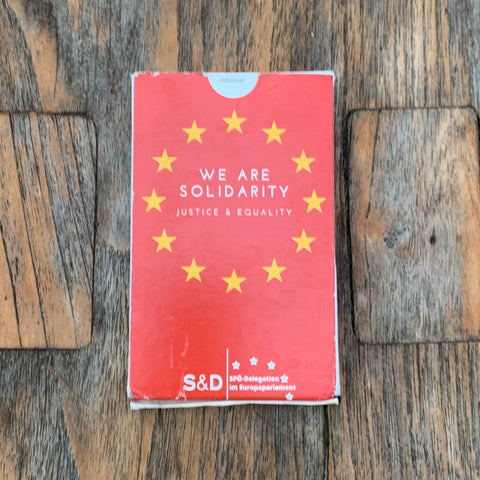 WE ARE
SOLIDARITY
JUSTICE & EQUALITY
S&D
SPÖ-Delegation
im Europaparlament